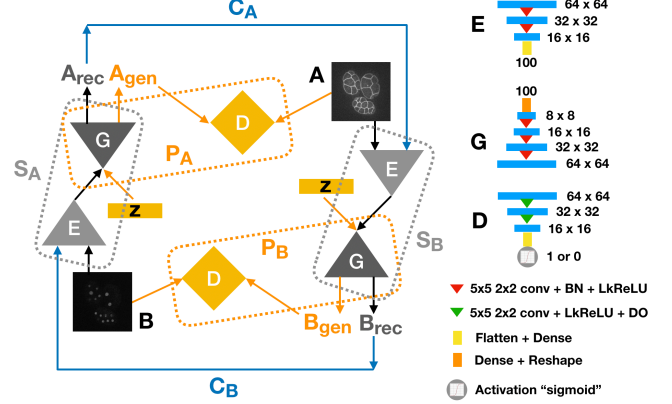 C_A
A_rec A_gen
A
G
D
P_A
S_A
E
z
E
z
P_B
S_B
D
G
B
B_gen B_rec
C_B
E
64 x 64
32 x 32
16 x 16
100
100
G
8 x 8
16 x 16
32 x 32
64 x 64
D
64 x 64
32 x 32
16 x 16
1 or 0
5x5 2x2 conv + BN + LkReLU
5x5 2x2 conv + LkReLU + DO
Flatten + Dense
Dense + Reshape
Activation “sigmoid”